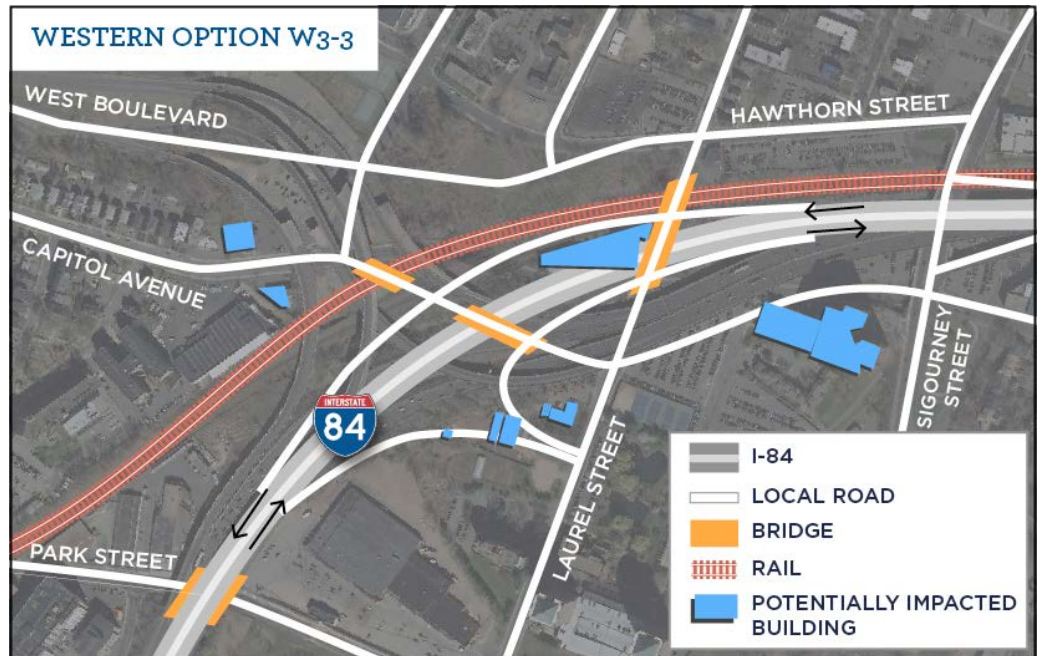 WESTERN OPTION W3-3
WEST BOULEVARD
HAWTHORN STREET
CAPITOL AVENUE
INTERSTATE
84
SIGOURNEY
STREET
LAUREL STREET
PARK STREET
I-84
LOCAL ROAD
BRIDGE
RAIL
POTENTIALLY IMPACTED
BUILDING